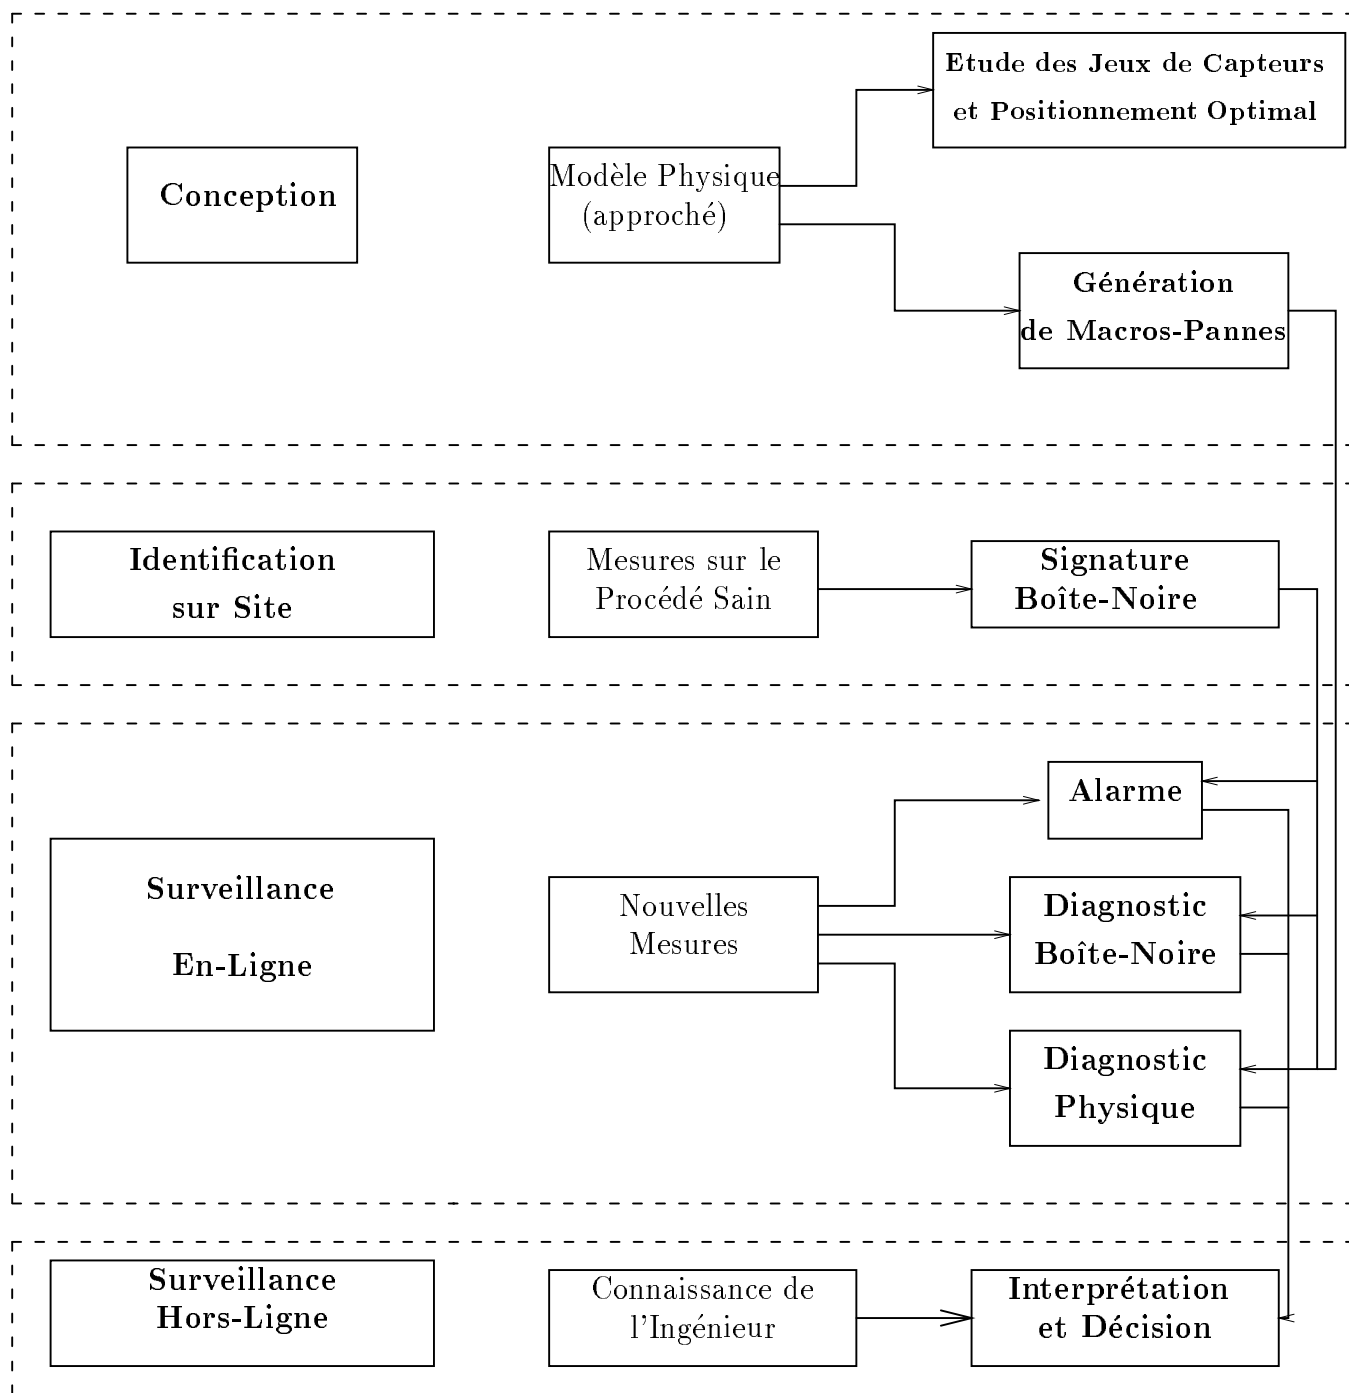 Etude des Jeux de Capteurs
et Positionnement Optimal
Conception
Modèle Physique
(approché)
Génération
de Macros-Pannes
Identification
sur Site
Mesures sur le
Procédé Sain
Signature
Boîte-Noire
Surveillance
En-Ligne
Nouvelles
Mesures
Alarme
Diagnostic
Boîte-Noire
Diagnostic
Physique
Surveillance
Hors-Ligne
Connaissance de
l'Ingénieur
Interprétation
et Décision